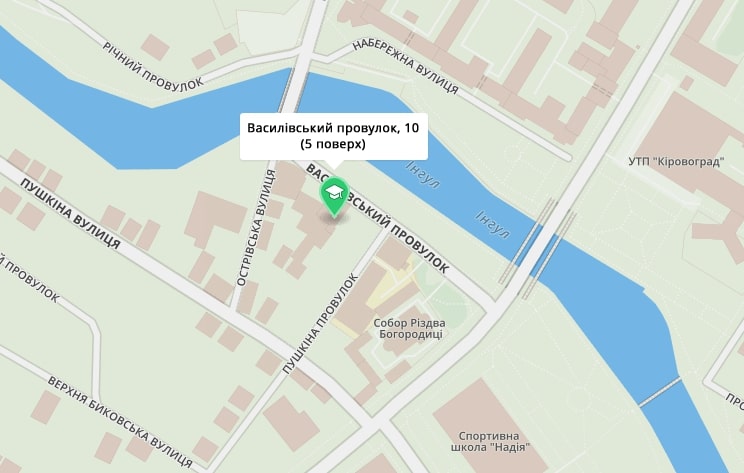 РІЧНИЙ ПРОВУЛОК
НАБЕРЕЖНА ВУЛИЦЯ
Василівський провулок, 10
(5 поверх)
УТП "Кіровоград"
Інгул
Інгул
ВАСИЛІВСЬКИЙ ПРОВУЛОК
ПУШКІНА ВУЛИЦЯ
ОСТРІВСЬКА ВУЛИЦЯ
Й ПРОВУЛОК
ПУШКІНА ПРОВУЛОК
Собор Різдва
Богородиці
ВЕРХНЯ БИКОВСЬКА ВУЛИЦЯ
Спортивна
школа "Надія"
ПРО